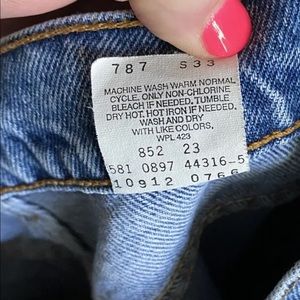 787 S33
MACHINE WASH WARM NORMAL
CYCLE. ONLY NON-CHLORINE
BLEACH IF NEEDED. TUMBLE
DRY HOT. HOT IRON IF NEEDED.
WASH AND DRY
WITH LIKE COLORS.
WPL 423
852 23
581 0897 44316-5
10912 0766